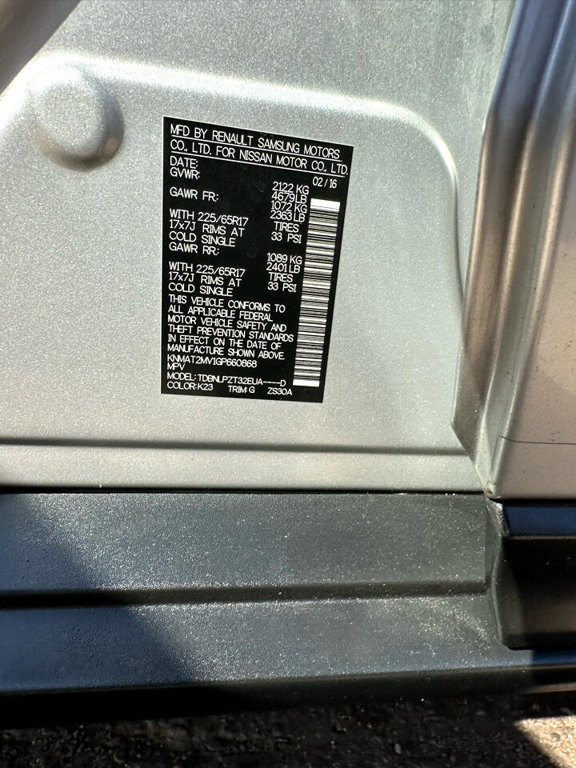 MFD BY RENAULT SAMSUNG MOTORS
CO., LTD. FOR NISSAN MOTOR CO., LTD.
DATE: 02/16
GVWR: 2122 KG
4679 LB
GAWR FR: 1072 KG
2363 LB
WITH 225/65R17 TIRES
17x7J RIMS AT 33 PSI
COLD SINGLE
GAWR RR: 1089 KG
2401 LB
WITH 225/65R17 TIRES
17x7J RIMS AT 33 PSI
COLD SINGLE
THIS VEHICLE CONFORMS TO
ALL APPLICABLE FEDERAL
MOTOR VEHICLE SAFETY AND
THEFT PREVENTION STANDARDS
IN EFFECT ON THE DATE OF
MANUFACTURE SHOWN ABOVE.
KNMAT2MV1GP660868
MPV
MODEL: TDBNLPZT32EUA----D
COLOR: K23 TRIM: G ZS30A